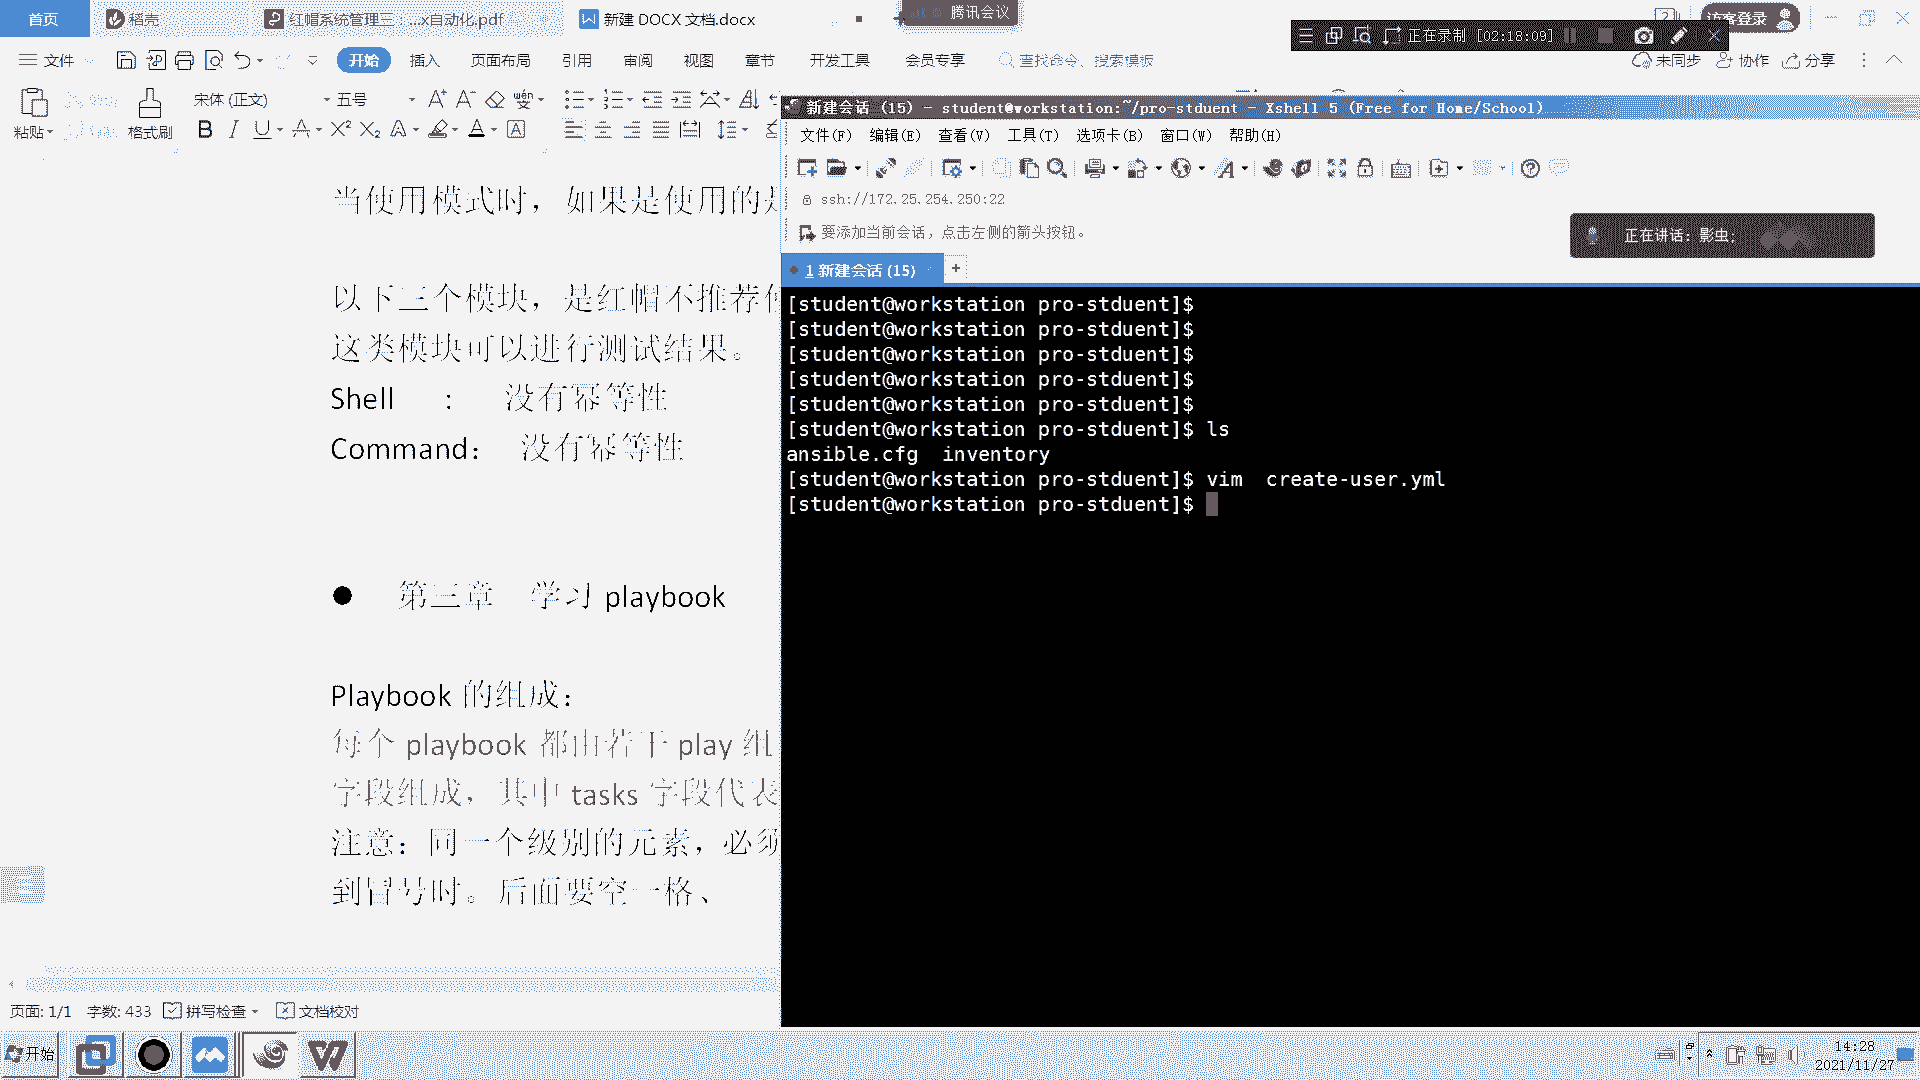 首页
稻壳
红帽系统管理三：...x自动化.pdf
新建 DOCX 文档.docx
腾讯会议
访客登录
正在录制 [02:18:09]
文件
开始
插入
页面布局
引用
审阅
视图
章节
开发工具
会员专享
查找命令、搜索模板
未同步
协作
分享
粘贴
格式刷
宋体 (正文)
五号
当使用模式时，如果是使用的是
以下三个模块，是红帽不推荐使
这类模块可以进行测试结果。
Shell ： 没有幂等性
Command： 没有幂等性
● 第三章 学习 playbook
Playbook 的组成：
每个 playbook 都由若干 play 组
字段组成，其中 tasks 字段代表
注意：同一个级别的元素，必须
到冒号时。后面要空一格、
页面: 1/1 字数: 433 拼写检查 文档校对
新建会话 (15) - student@workstation:~/pro-stduent - Xshell 5 (Free for Home/School)
文件(F) 编辑(E) 查看(V) 工具(T) 选项卡(B) 窗口(W) 帮助(H)
ssh://172.25.254.250:22
要添加当前会话，点击左侧的箭头按钮。
正在讲话: 影虫;
1 新建会话 (15)
[student@workstation pro-stduent]$
[student@workstation pro-stduent]$
[student@workstation pro-stduent]$
[student@workstation pro-stduent]$
[student@workstation pro-stduent]$
[student@workstation pro-stduent]$ ls
ansible.cfg  inventory
[student@workstation pro-stduent]$ vim  create-user.yml
[student@workstation pro-stduent]$
开始
14:28
2021/11/27